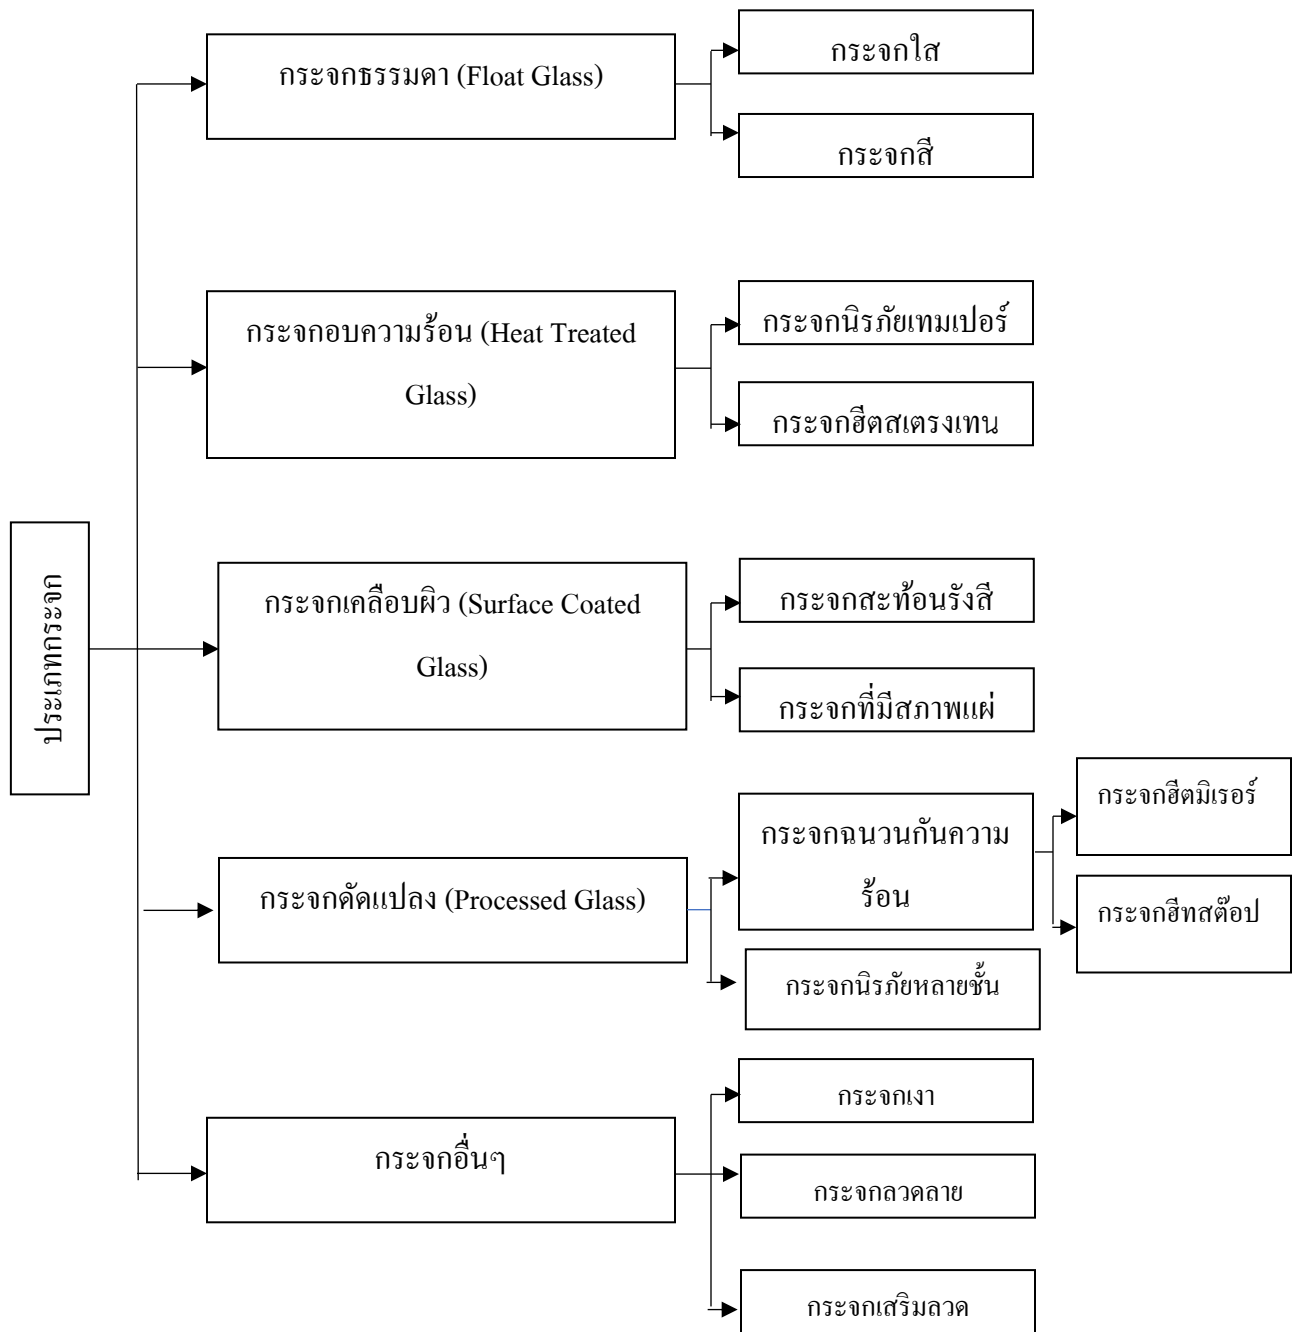 ประเภทกระจก
กระจกธรรมดา (Float Glass)
กระจกใส
กระจกสี
กระจกอบความร้อน (Heat Treated
Glass)
กระจกนิรภัยเทมเปอร์
กระจกฮีตสเตรงเทน
กระจกเคลือบผิว (Surface Coated
Glass)
กระจกสะท้อนรังสี
กระจกที่มีสภาพแผ่
กระจกดัดแปลง (Processed Glass)
กระจกฉนวนกันความ
ร้อน
กระจกฮีตมิเรอร์
กระจกฮีทสต๊อป
กระจกนิรภัยหลายชั้น
กระจกอื่นๆ
กระจกเงา
กระจกลวดลาย
กระจกเสริมลวด